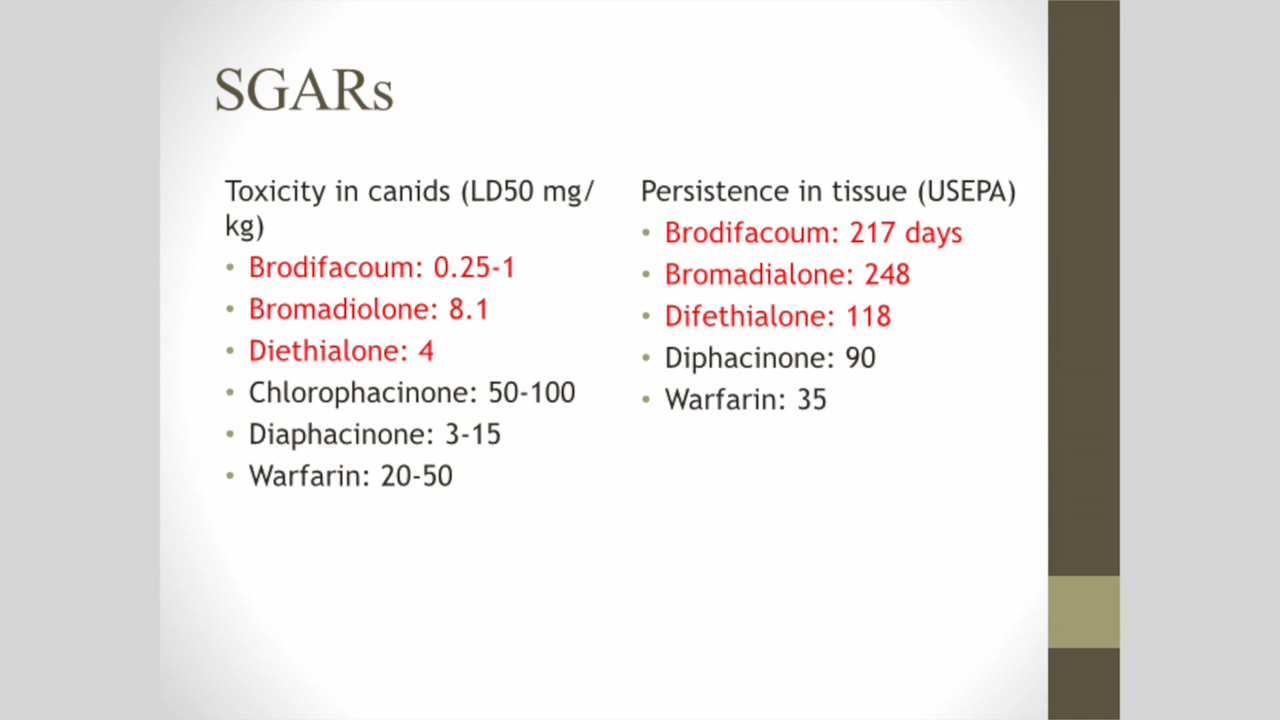 SGARs
Toxicity in canids (LD50 mg/
kg)
• Brodifacoum: 0.25-1
• Bromadiolone: 8.1
• Diethialone: 4
• Chlorophacinone: 50-100
• Diaphacinone: 3-15
• Warfarin: 20-50
Persistence in tissue (USEPA)
• Brodifacoum: 217 days
• Bromadialone: 248
• Difethialone: 118
• Diphacinone: 90
• Warfarin: 35